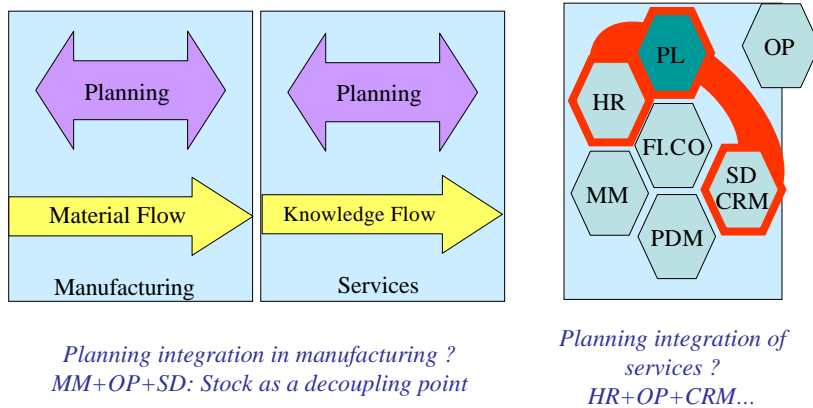 Planning
Material Flow
Manufacturing
Planning
Knowledge Flow
Services
Planning integration in manufacturing ?
MM+OP+SD: Stock as a decoupling point
PL
OP
HR
FI.CO
MM
SD
CRM
PDM
Planning integration of
services ?
HR+OP+CRM...